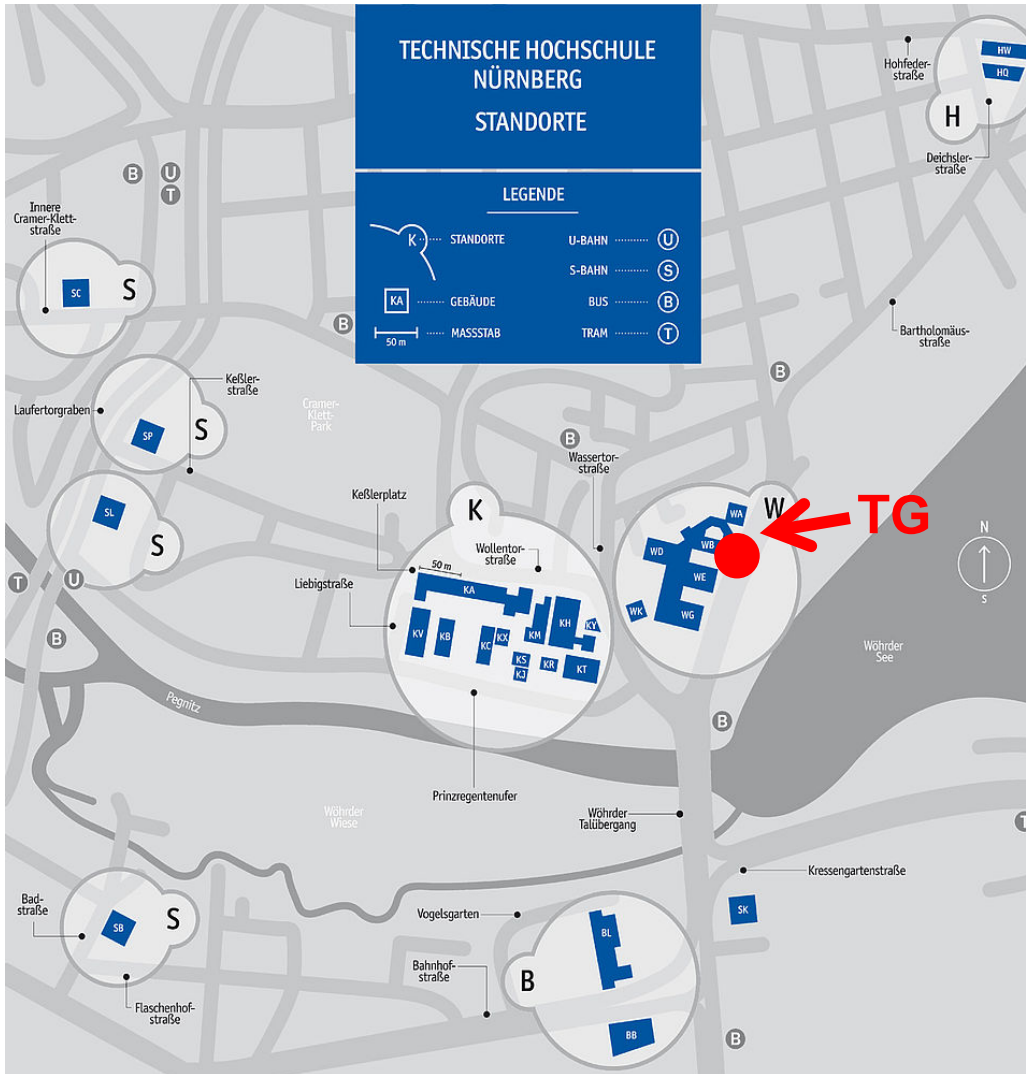 TECHNISCHE HOCHSCHULE
NÜRNBERG
STANDORTE
LEGENDE
K
STANDORTE
KA
GEBÄUDE
50 m
MASSSTAB
U-BAHN
U
S-BAHN
S
BUS
B
TRAM
T
Hohfeder-
straße
HW
HQ
H
Deichsler-
straße
B
U
T
Innere
Cramer-Klett-
straße
SC
S
B
Bartholomäus-
straße
B
Keßler-
straße
Laufertorgraben
Cramer-
Klett-
Park
SP
S
B
Wassertor-
straße
SL
S
Keßlerplatz
K
Wollentor-
straße
W
TG
WA
WB
WD
WE
WG
WK
N
S
T
U
B
Liebigstraße
50 m
KA
KV
KB
KC
KX
KM
KH
KY
KS
KJ
KR
KT
Wöhrder
See
Pegnitz
B
Prinzregentenufer
Wöhrder
Wiese
Wöhrder
Talübergang
T
Kressengartenstraße
Bad-
straße
SB
S
Vogelsgarten
BL
SK
Bahnhof-
straße
B
Flaschenhof-
straße
BB
B